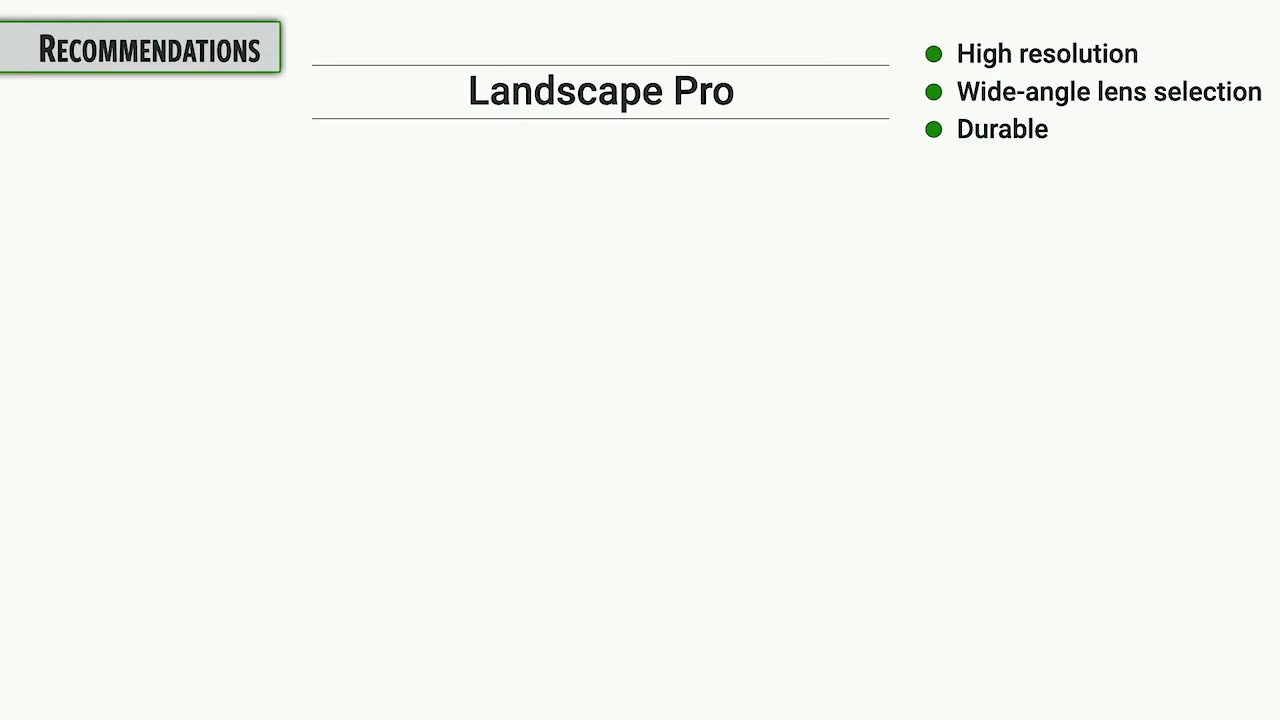 RECOMMENDATIONS
Landscape Pro
High resolution
Wide-angle lens selection
Durable